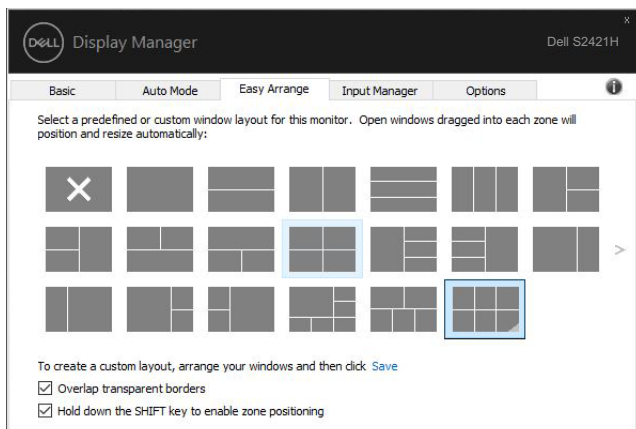 x
DELL Display Manager
Dell S2421H
Basic Auto Mode Easy Arrange Input Manager Options
Select a predefined or custom window layout for this monitor. Open windows dragged into each zone will
position and resize automatically:
>
To create a custom layout, arrange your windows and then click Save
Overlap transparent borders
Hold down the SHIFT key to enable zone positioning